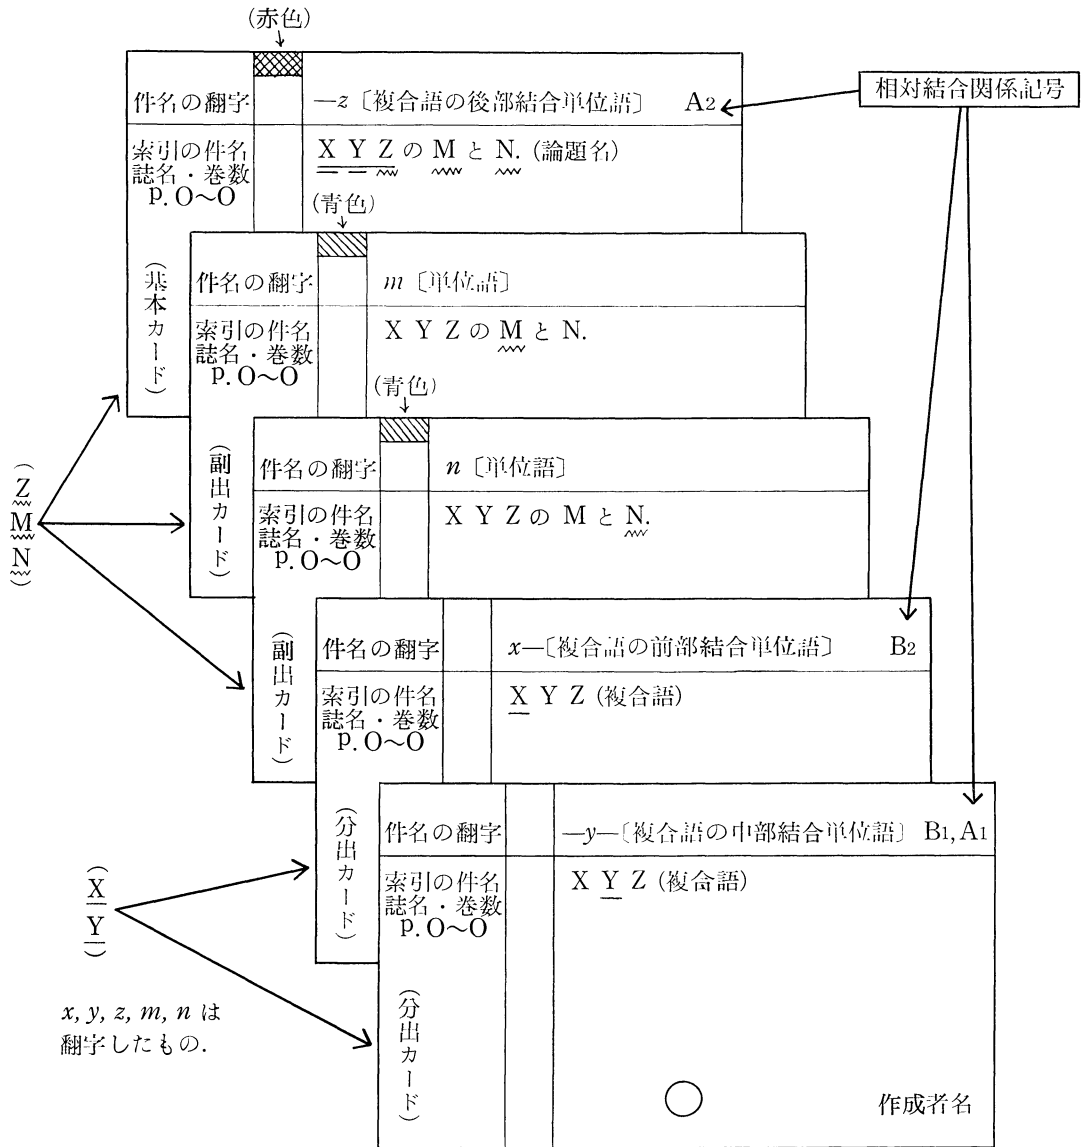 (赤色)
相対結合関係記号
件名の翻字 —z〔複合語の後部結合単位語〕 A2
索引の件名 X Y Z の M と N. (論題名)
誌名・巻数
p. O〜O
(基本カード)
(青色)
件名の翻字 m〔単位語〕
索引の件名 X Y Z の M と N.
誌名・巻数
p. O〜O
(副出カード)
(青色)
件名の翻字 n〔単位語〕
索引の件名 X Y Z の M と N.
誌名・巻数
p. O〜O
(副出カード)
(Z M N)
件名の翻字 x—〔複合語の前部結合単位語〕 B2
索引の件名 X Y Z (複合語)
誌名・巻数
p. O〜O
(分出カード)
件名の翻字 —y—〔複合語の中部結合単位語〕 B1, A1
索引の件名 X Y Z (複合語)
誌名・巻数
p. O〜O
(分出カード)
(X Y)
x, y, z, m, n は
翻字したもの.
作成者名